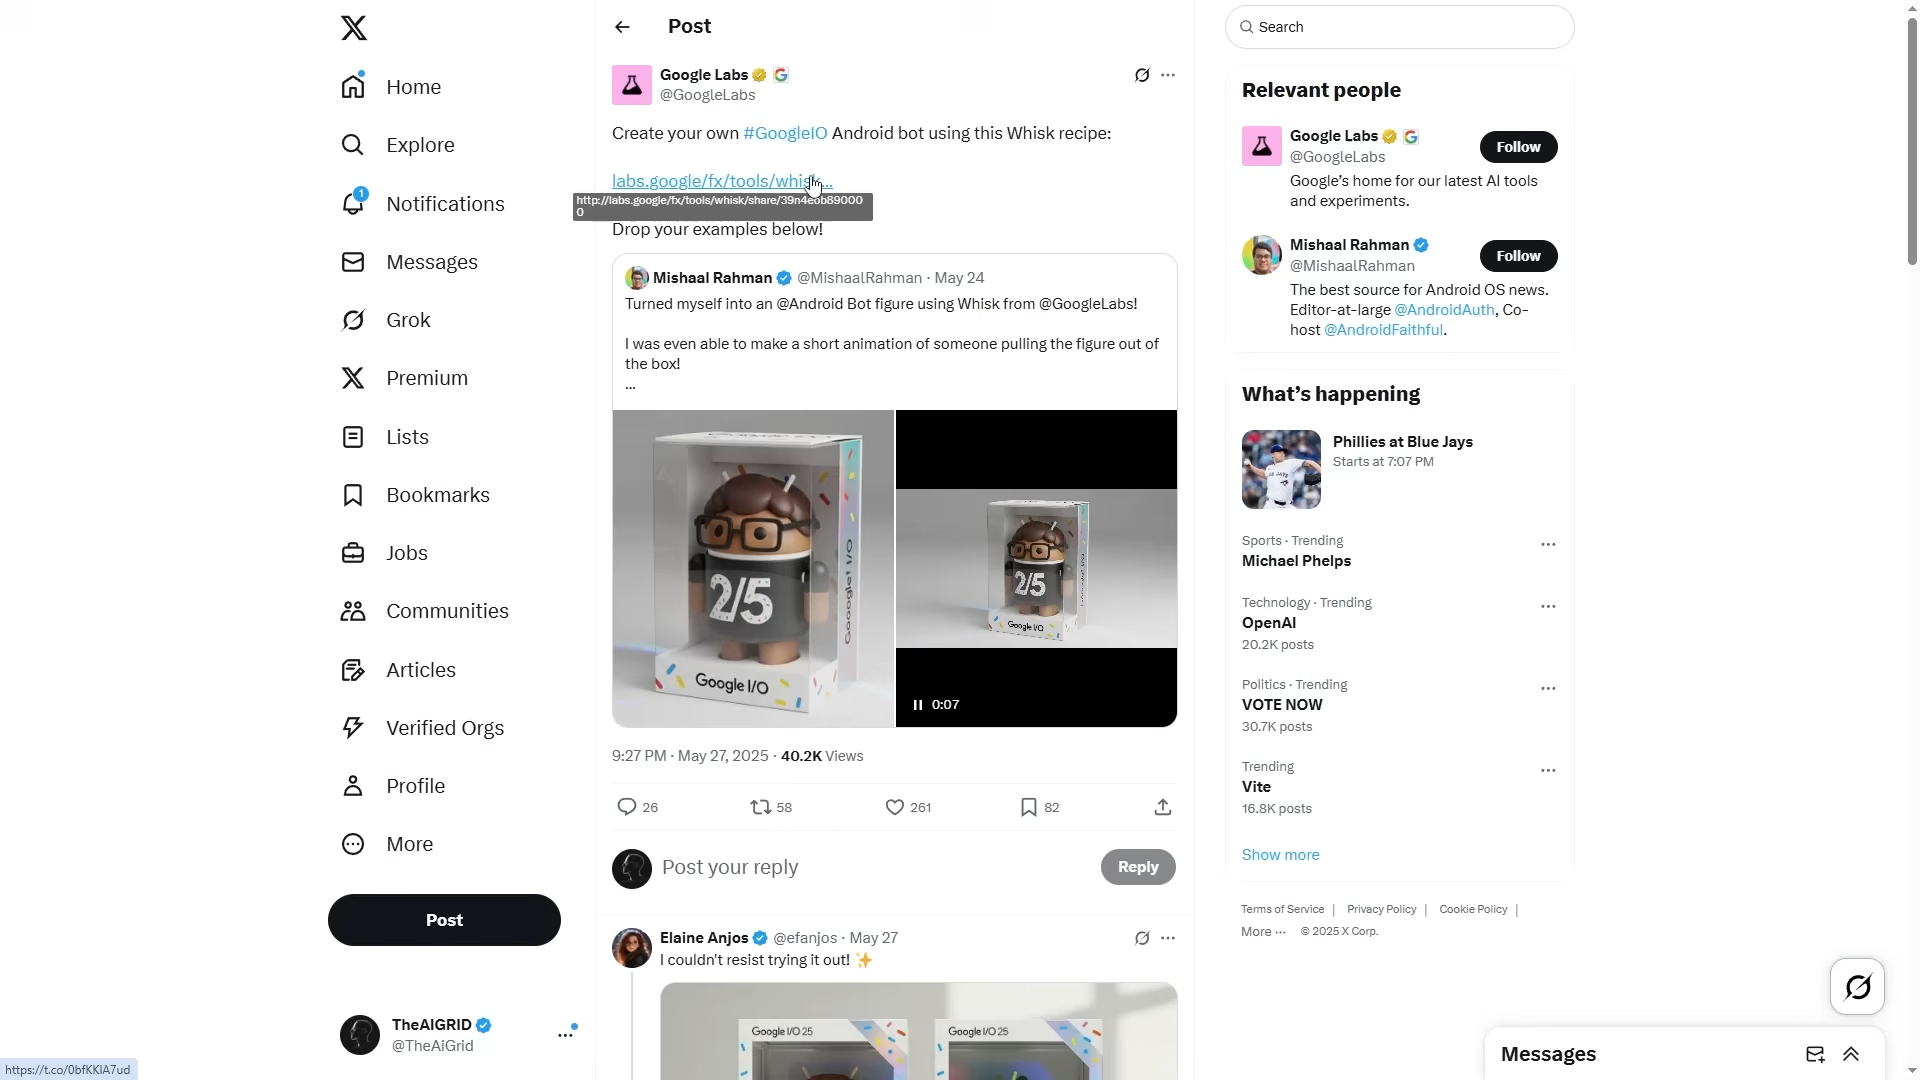 Home
Explore
1
Notifications
Messages
Grok
Premium
Lists
Bookmarks
Jobs
Communities
Articles
Verified Orgs
Profile
More
Post
TheAIGRID
@TheAiGrid
https://t.co/0bfKKIA7ud
Post
Google Labs
@GoogleLabs
Create your own #GoogleIO Android bot using this Whisk recipe:
labs.google/fx/tools/whisk...
http://labs.google/fx/tools/whisk/share/39n4eob89000
0
Drop your examples below!
Mishaal Rahman @MishaalRahman · May 24
Turned myself into an @Android Bot figure using Whisk from @GoogleLabs!
I was even able to make a short animation of someone pulling the figure out of
the box!
...
2/5
Google I/O
Google I/O
2/5
Google I/O
0:07
9:27 PM · May 27, 2025 · 40.2K Views
26
58
261
82
Post your reply
Reply
Elaine Anjos @efanjos · May 27
I couldn't resist trying it out! ✨
Google I/O 25
Google I/O 25
Search
Relevant people
Google Labs
@GoogleLabs
Follow
Google's home for our latest AI tools
and experiments.
Mishaal Rahman
@MishaalRahman
Follow
The best source for Android OS news.
Editor-at-large @AndroidAuth, Co-
host @AndroidFaithful.
What's happening
Phillies at Blue Jays
Starts at 7:07 PM
Sports · Trending
Michael Phelps
Technology · Trending
OpenAI
20.2K posts
Politics · Trending
VOTE NOW
30.7K posts
Trending
Vite
16.8K posts
Show more
Terms of Service | Privacy Policy | Cookie Policy |
More ··· © 2025 X Corp.
Messages